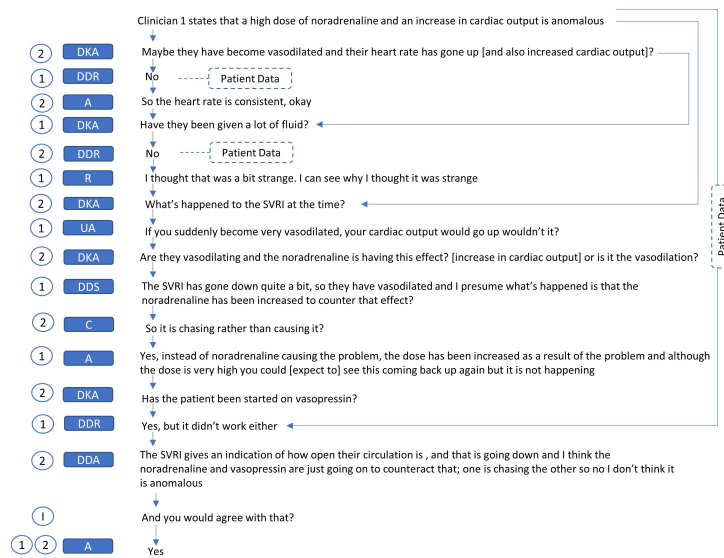 Clinician 1 states that a high dose of noradrenaline and an increase in cardiac output is anomalous
2 DKA Maybe they have become vasodilated and their heart rate has gone up [and also increased cardiac output]?
1 DDR No Patient Data
2 A So the heart rate is consistent, okay
1 DKA Have they been given a lot of fluid?
2 DDR No Patient Data
1 R I thought that was a bit strange. I can see why I thought it was strange
2 DKA What's happened to the SVRI at the time?
1 UA If you suddenly become very vasodilated, your cardiac output would go up wouldn't it?
2 DKA Are they vasodilating and the noradrenaline is having this effect? [increase in cardiac output] or is it the vasodilation?
1 DDS The SVRI has gone down quite a bit, so they have vasodilated and I presume what's happened is that the
noradrenaline has been increased to counter that effect?
2 C So it is chasing rather than causing it?
1 A Yes, instead of noradrenaline causing the problem, the dose has been increased as a result of the problem and although
the dose is very high you could [expect to] see this coming back up again but it is not happening
2 DKA Has the patient been started on vasopressin?
1 DDR Yes, but it didn't work either
2 DDA The SVRI gives an indication of how open their circulation is , and that is going down and I think the
noradrenaline and vasopressin are just going on to counteract that; one is chasing the other so no I don't think it
is anomalous
I And you would agree with that?
1 2 A Yes
Patient Data